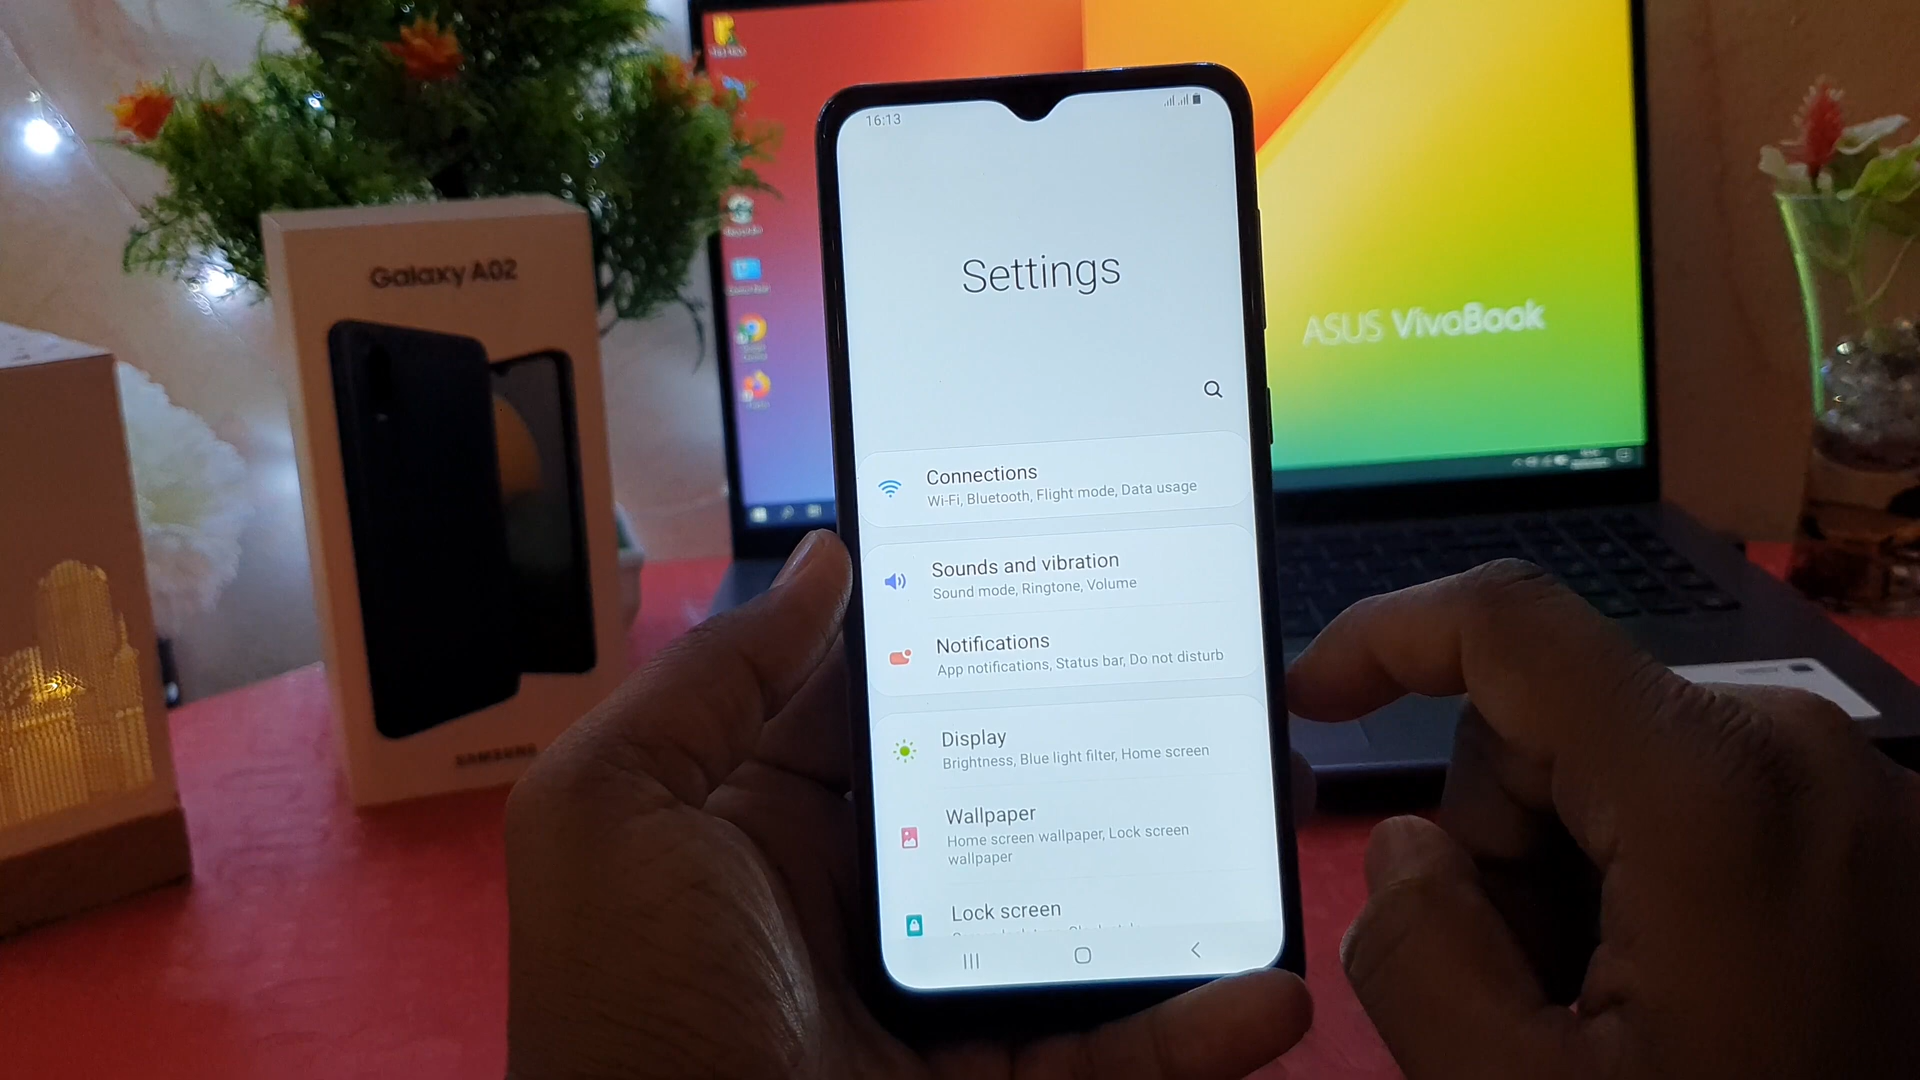 Galaxy A02
SAMSUNG
16:13
Settings
Connections
Wi-Fi, Bluetooth, Flight mode, Data usage
Sounds and vibration
Sound mode, Ringtone, Volume
Notifications
App notifications, Status bar, Do not disturb
Display
Brightness, Blue light filter, Home screen
Wallpaper
Home screen wallpaper, Lock screen
wallpaper
Lock screen
ASUS VivoBook